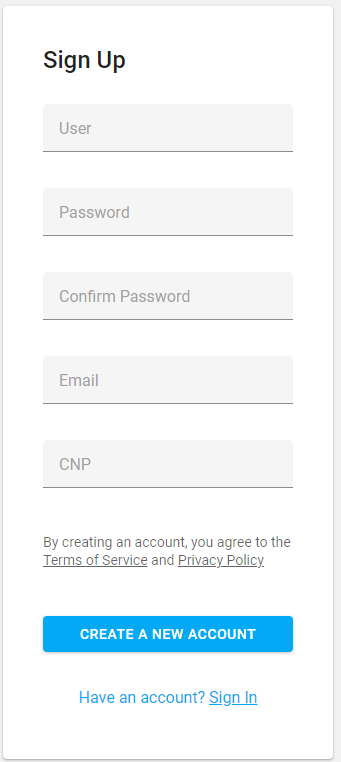 Sign Up
User
Password
Confirm Password
Email
CNP
By creating an account, you agree to the
Terms of Service and Privacy Policy
CREATE A NEW ACCOUNT
Have an account? Sign In